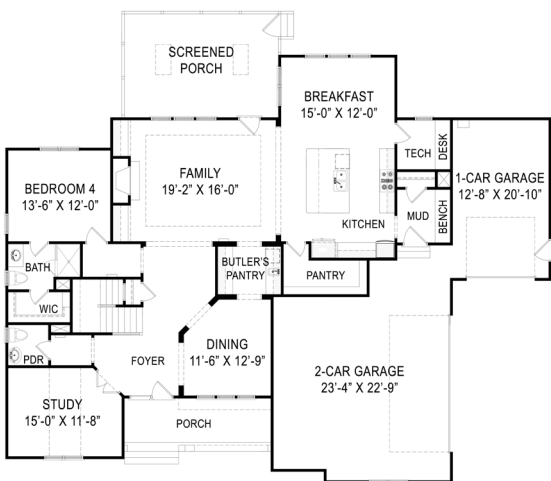 SCREENED
PORCH
BREAKFAST
15'-0" X 12'-0"
TECH
DESK
FAMILY
19'-2" X 16'-0"
1-CAR GARAGE
12'-8" X 20'-10"
BEDROOM 4
13'-6" X 12'-0"
MUD
BENCH
KITCHEN
BATH
BUTLER'S
PANTRY
PANTRY
WIC
DINING
11'-6" X 12'-9"
PDR
FOYER
2-CAR GARAGE
23'-4" X 22'-9"
STUDY
15'-0" X 11'-8"
PORCH